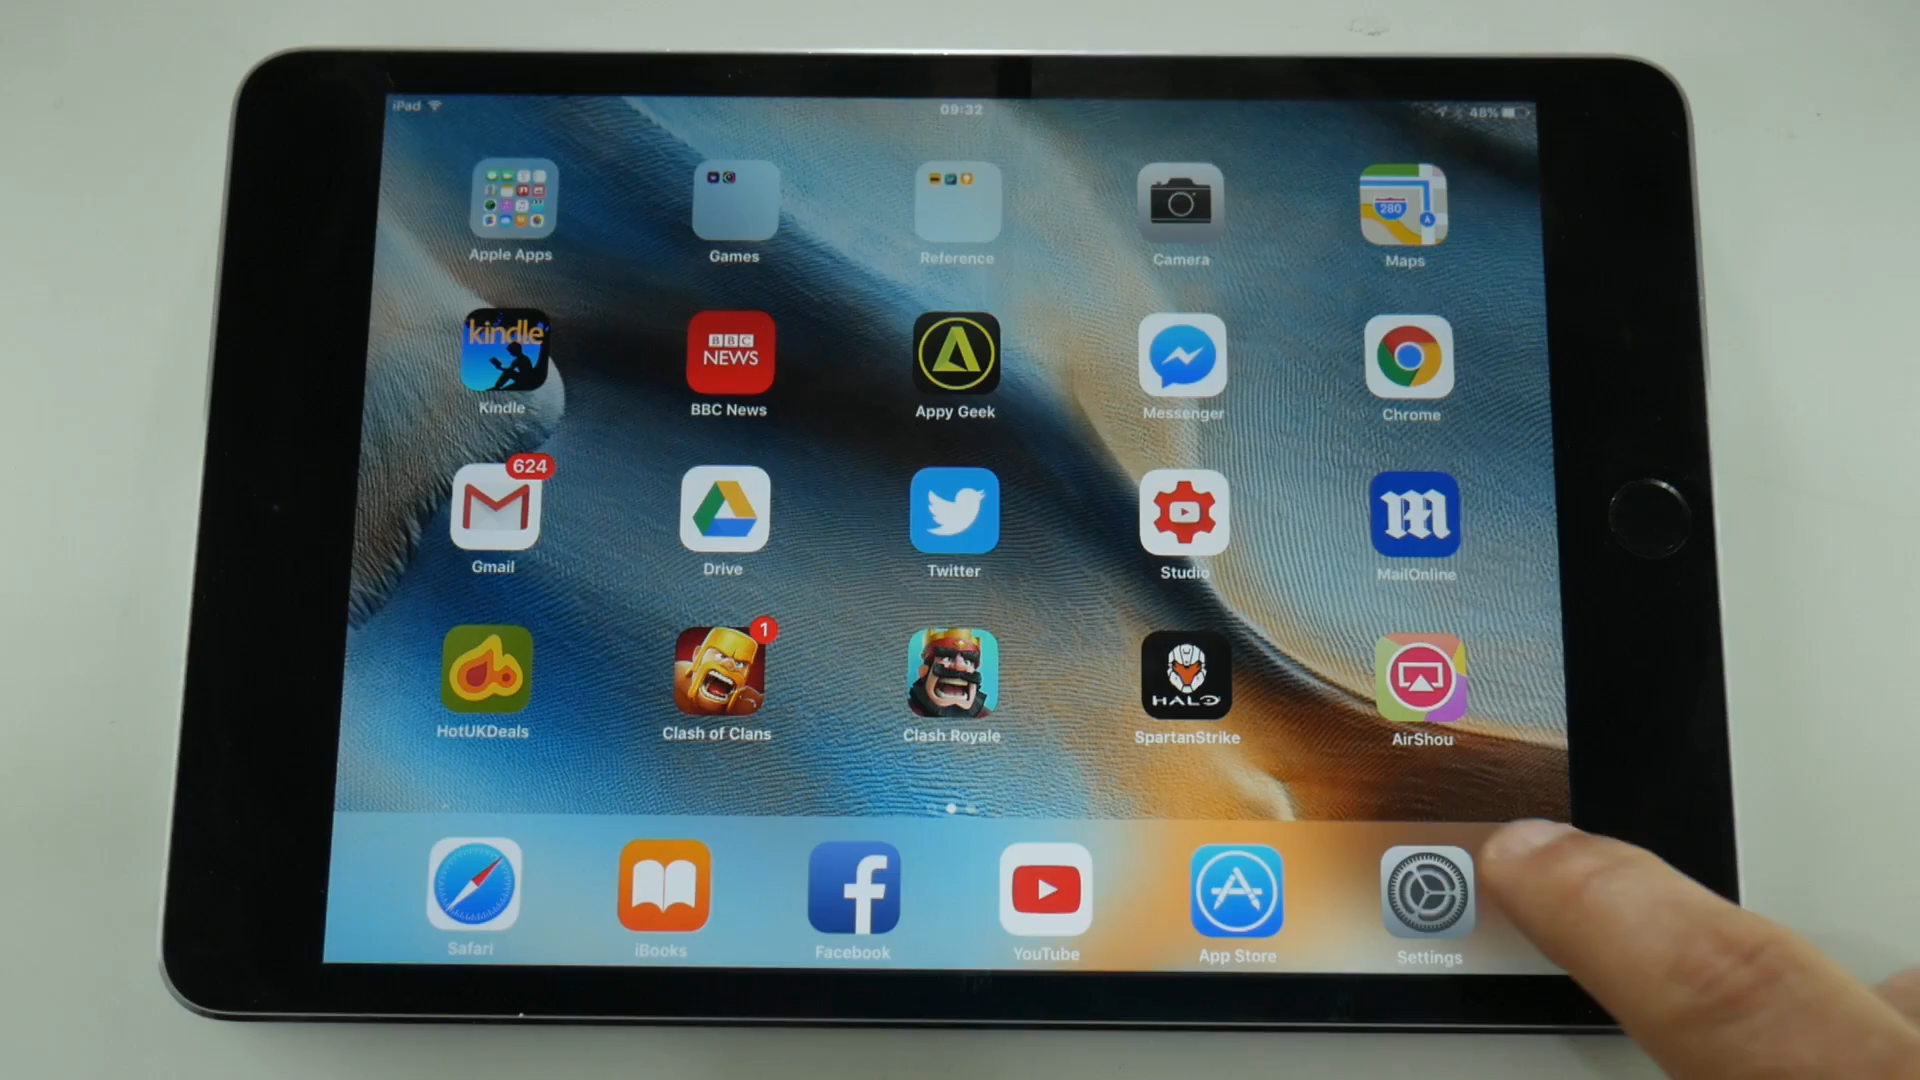 iPad
09:32
48%
Apple Apps
Games
Reference
280
A
Camera
Maps
kindle
BBC
NEWS
Kindle
BBC News
Appy Geek
Messenger
Chrome
624
Gmail
Drive
Twitter
Studio
MailOnline
1
HALO
HotUKDeals
Clash of Clans
Clash Royale
SpartanStrike
AirShou
Safari
iBooks
Facebook
YouTube
App Store
Settings